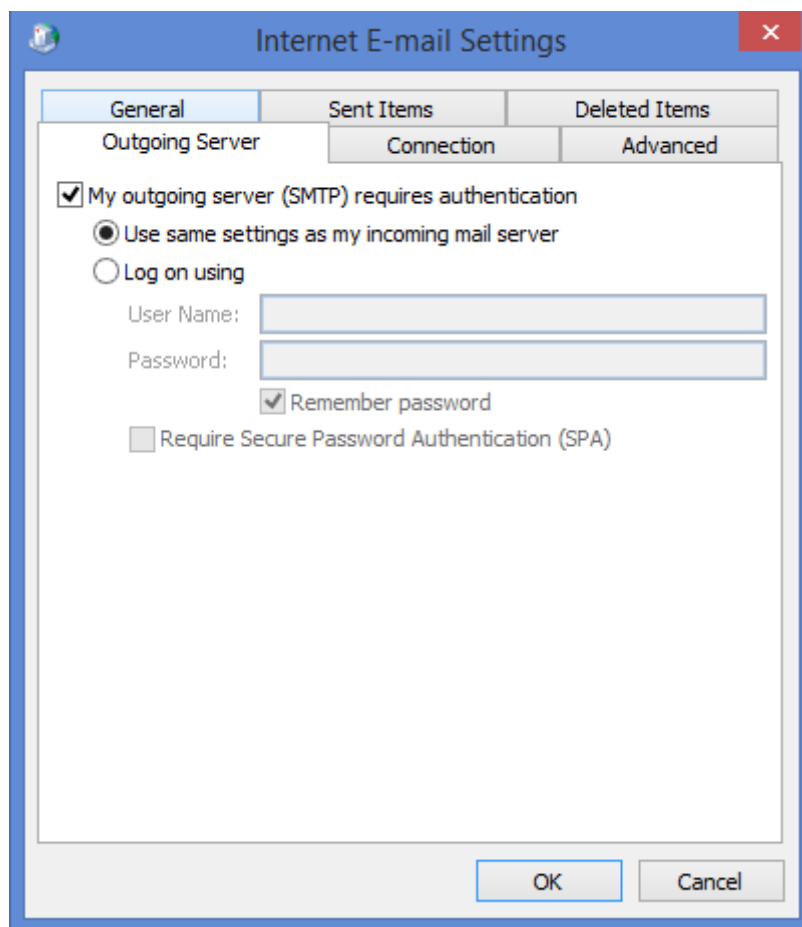 Internet E-mail Settings
General Sent Items Deleted Items
Outgoing Server Connection Advanced
My outgoing server (SMTP) requires authentication
Use same settings as my incoming mail server
Log on using
User Name:
Password:
Remember password
Require Secure Password Authentication (SPA)
OK Cancel